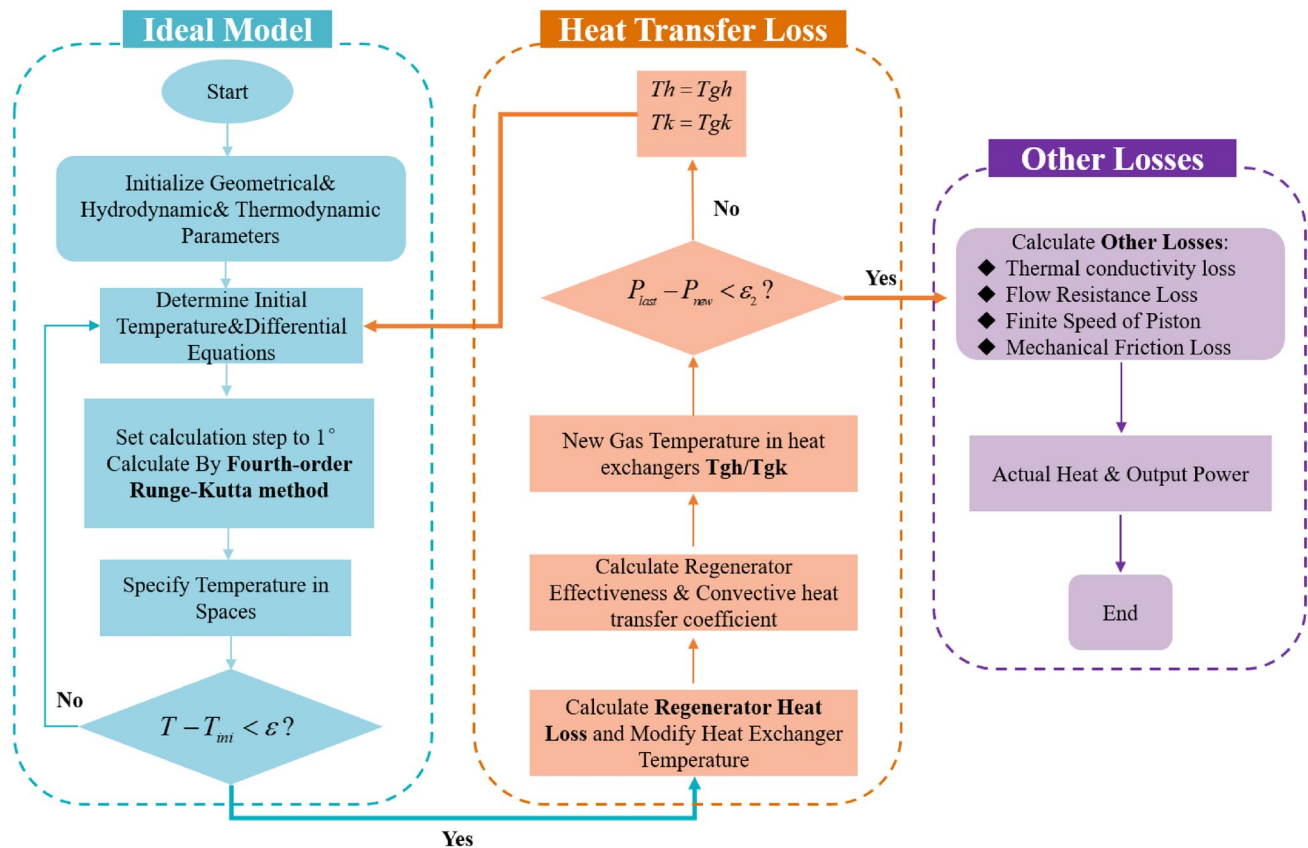 Ideal Model
Start
Initialize Geometrical&
Hydrodynamic& Thermodynamic
Parameters
Determine Initial
Temperature&Differential
Equations
Set calculation step to 1°
Calculate By Fourth-order
Runge-Kutta method
Specify Temperature in
Spaces
No
T − Tini < ε ?
Yes
Heat Transfer Loss
Th = Tgh
Tk = Tgk
No
Plast − Pnew < ε2 ?
Yes
New Gas Temperature in heat
exchangers Tgh/Tgk
Calculate Regenerator
Effectiveness & Convective heat
transfer coefficient
Calculate Regenerator Heat
Loss and Modify Heat Exchanger
Temperature
Other Losses
Calculate Other Losses:
◆ Thermal conductivity loss
◆ Flow Resistance Loss
◆ Finite Speed of Piston
◆ Mechanical Friction Loss
Actual Heat & Output Power
End